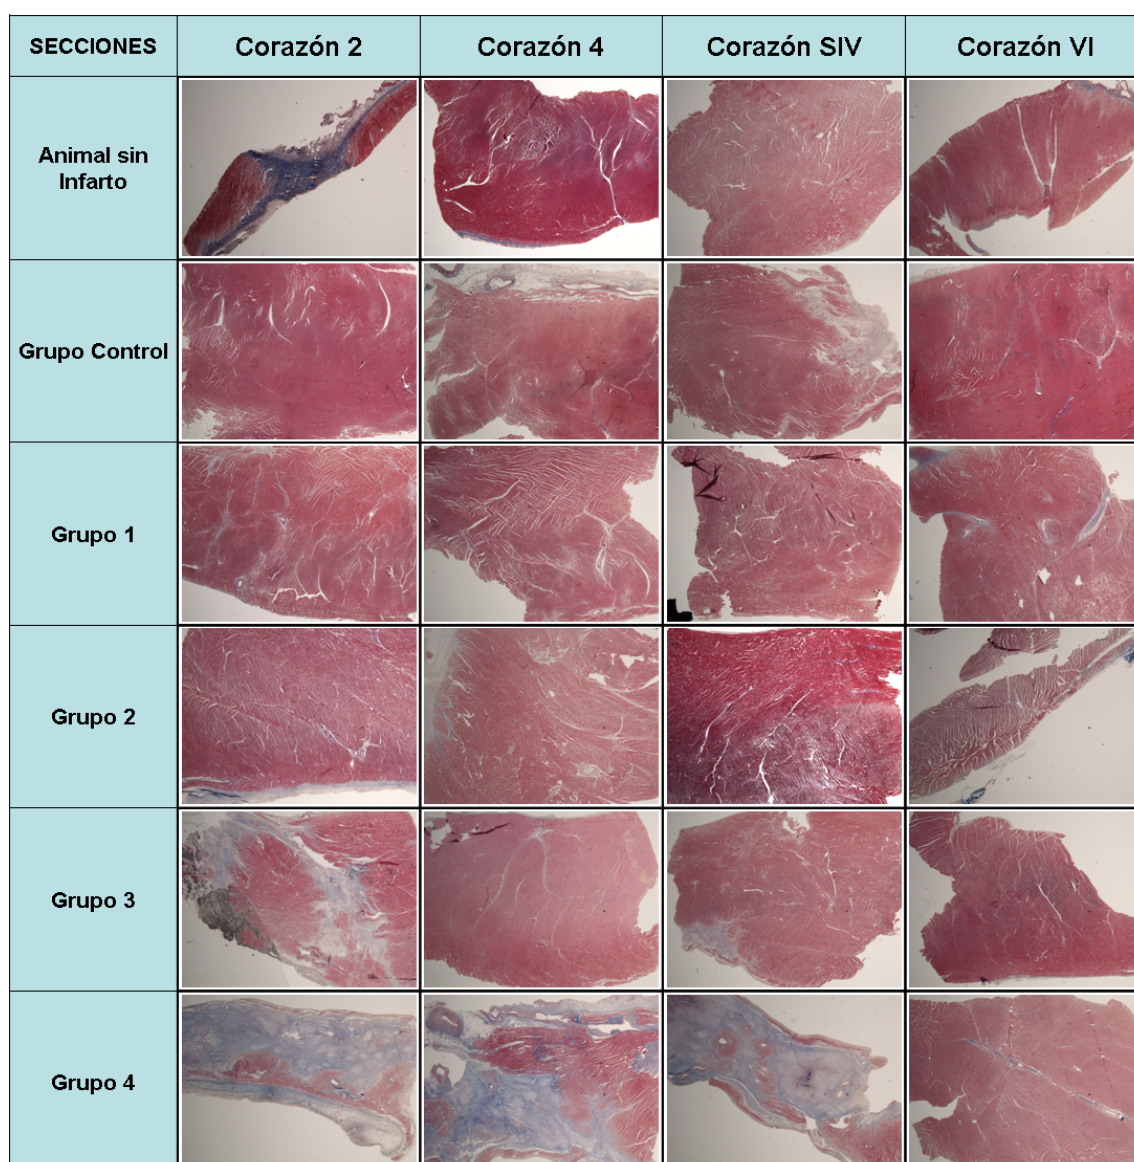 SECCIONES
Corazón 2
Corazón 4
Corazón SIV
Corazón VI
Animal sin
Infarto
Grupo Control
Grupo 1
Grupo 2
Grupo 3
Grupo 4